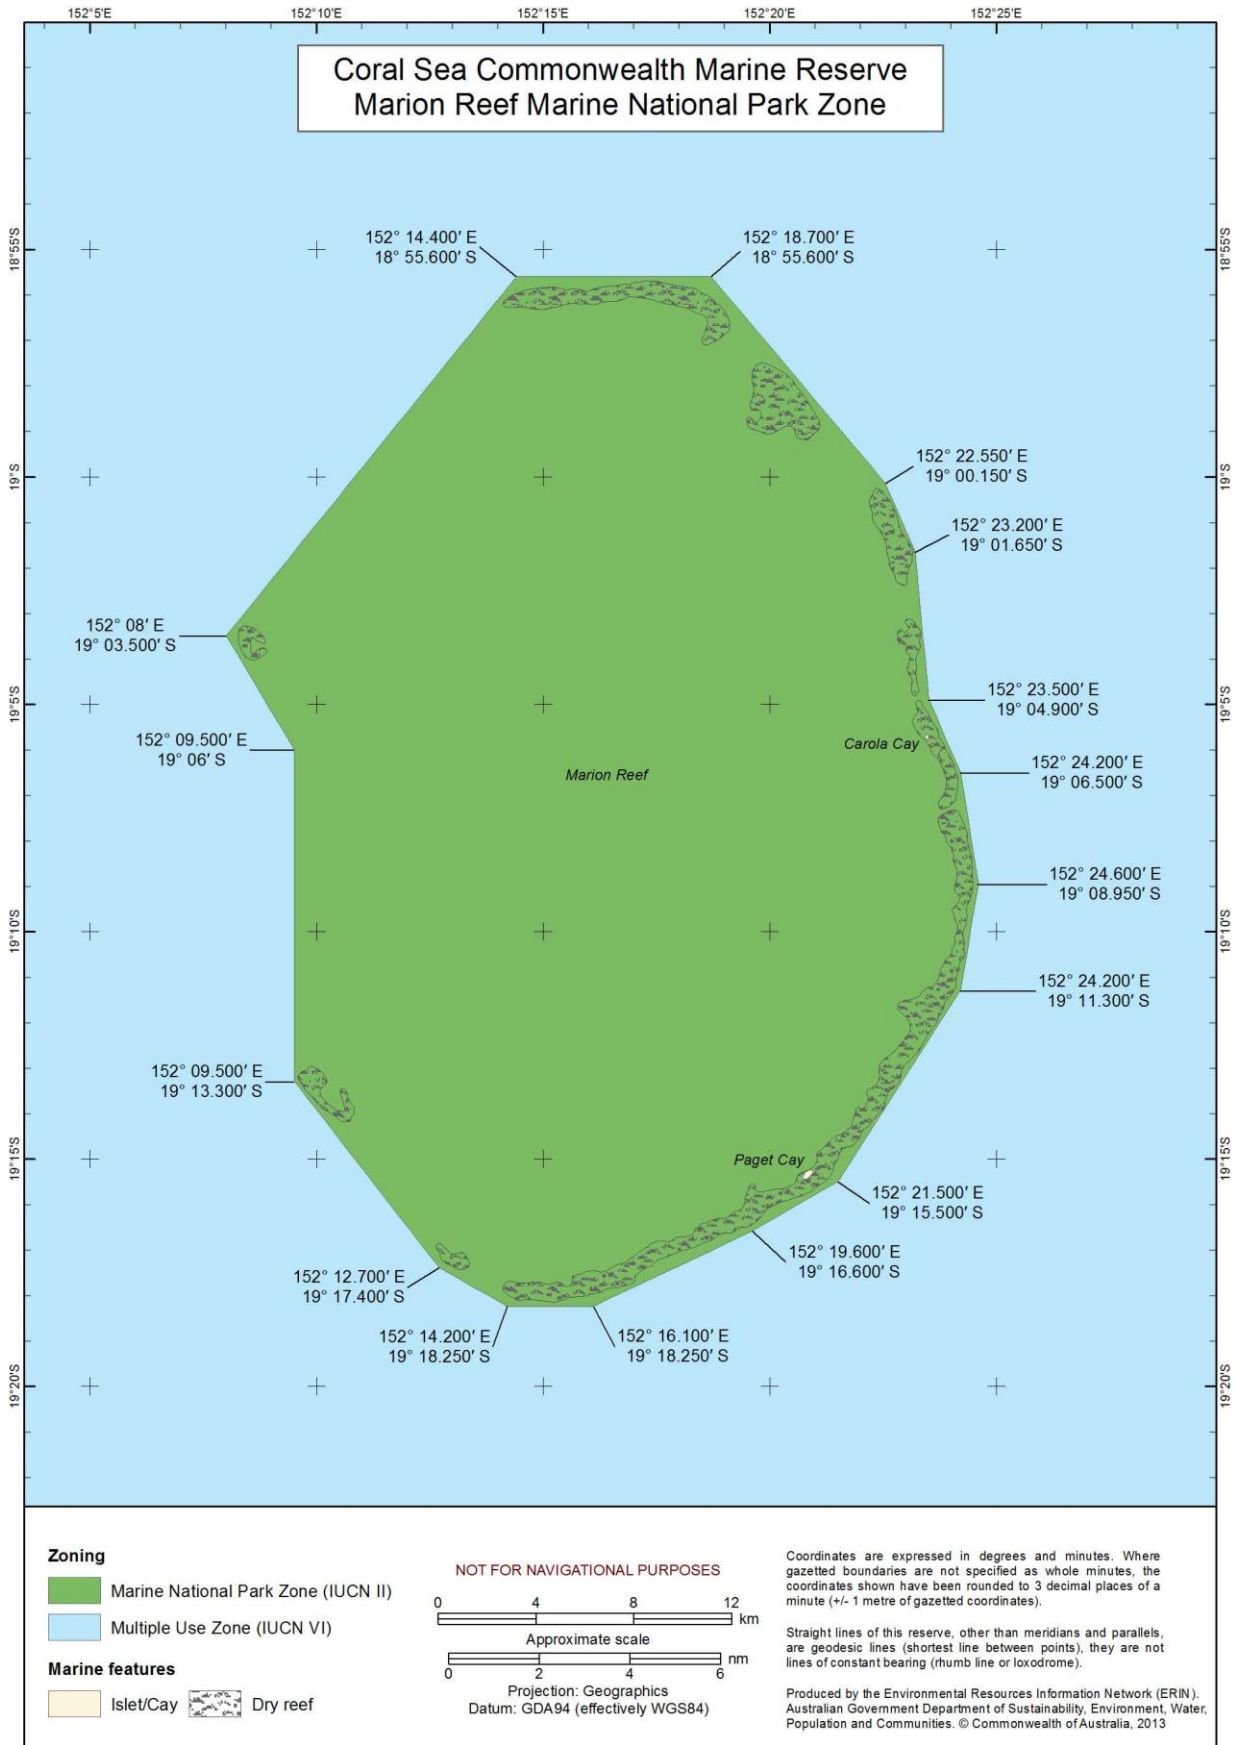 152°5'E
152°10'E
152°15'E
152°20'E
152°25'E
Coral Sea Commonwealth Marine Reserve
Marion Reef Marine National Park Zone
18°55'S
18°55'S
152° 14.400′ E
18° 55.600′ S
152° 18.700′ E
18° 55.600′ S
19°S
19°S
152° 22.550′ E
19° 00.150′ S
152° 23.200′ E
19° 01.650′ S
152° 08′ E
19° 03.500′ S
19°5'S
19°5'S
152° 23.500′ E
19° 04.900′ S
152° 09.500′ E
19° 06′ S
Carola Cay
Marion Reef
152° 24.200′ E
19° 06.500′ S
152° 24.600′ E
19° 08.950′ S
19°10'S
19°10'S
152° 24.200′ E
19° 11.300′ S
152° 09.500′ E
19° 13.300′ S
19°15'S
19°15'S
Paget Cay
152° 21.500′ E
19° 15.500′ S
152° 19.600′ E
19° 16.600′ S
152° 12.700′ E
19° 17.400′ S
152° 14.200′ E
19° 18.250′ S
152° 16.100′ E
19° 18.250′ S
19°20'S
19°20'S
Zoning
Marine National Park Zone (IUCN II)
Multiple Use Zone (IUCN VI)
Marine features
Islet/Cay
Dry reef
NOT FOR NAVIGATIONAL PURPOSES
0 4 8 12
km
Approximate scale
nm
0 2 4 6
Projection: Geographics
Datum: GDA94 (effectively WGS84)
Coordinates are expressed in degrees and minutes. Where
gazetted boundaries are not specified as whole minutes, the
coordinates shown have been rounded to 3 decimal places of a
minute (+/- 1 metre of gazetted coordinates).
Straight lines of this reserve, other than meridians and parallels,
are geodesic lines (shortest line between points), they are not
lines of constant bearing (rhumb line or loxodrome).
Produced by the Environmental Resources Information Network (ERIN).
Australian Government Department of Sustainability, Environment, Water,
Population and Communities. © Commonwealth of Australia, 2013